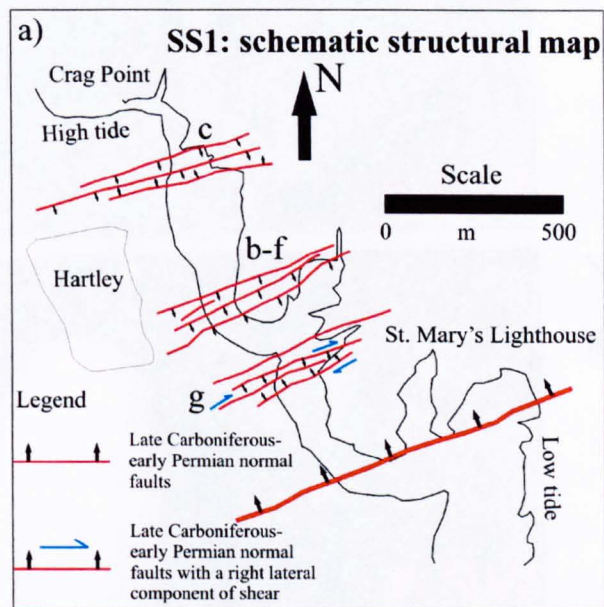 a)
SS1: schematic structural map
Crag Point
N
High tide
c
Scale
0 m 500
b-f
Hartley
St. Mary's Lighthouse
g
Legend
Low tide
Late Carboniferous-
early Permian normal
faults
Late Carboniferous-
early Permian normal
faults with a right lateral
component of shear